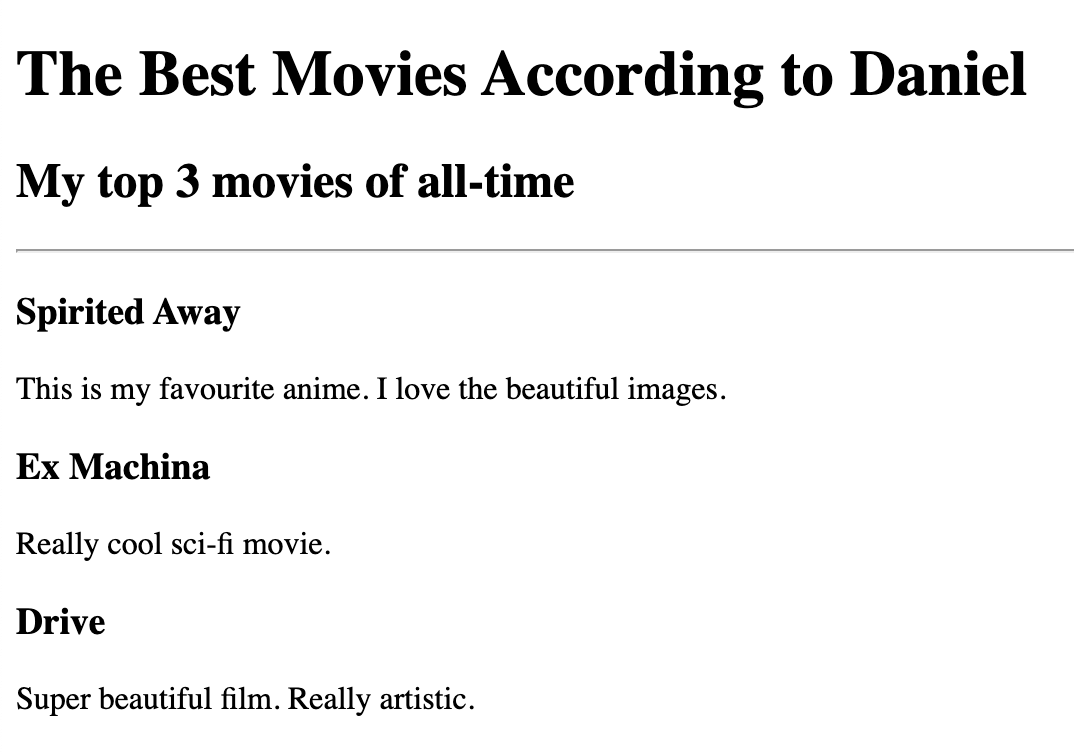 The Best Movies According to Daniel
My top 3 movies of all-time
Spirited Away
This is my favourite anime. I love the beautiful images.
Ex Machina
Really cool sci-fi movie.
Drive
Super beautiful film. Really artistic.